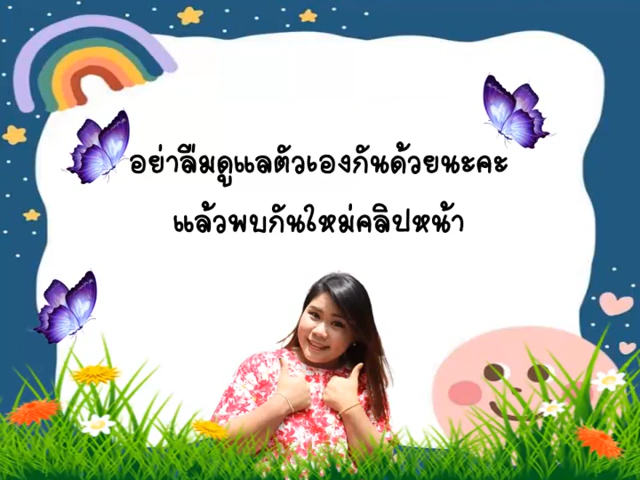 อย่าลืมดูแลตัวเองกันด้วยนะคะ
แล้วพบกันใหม่คลิปหน้า